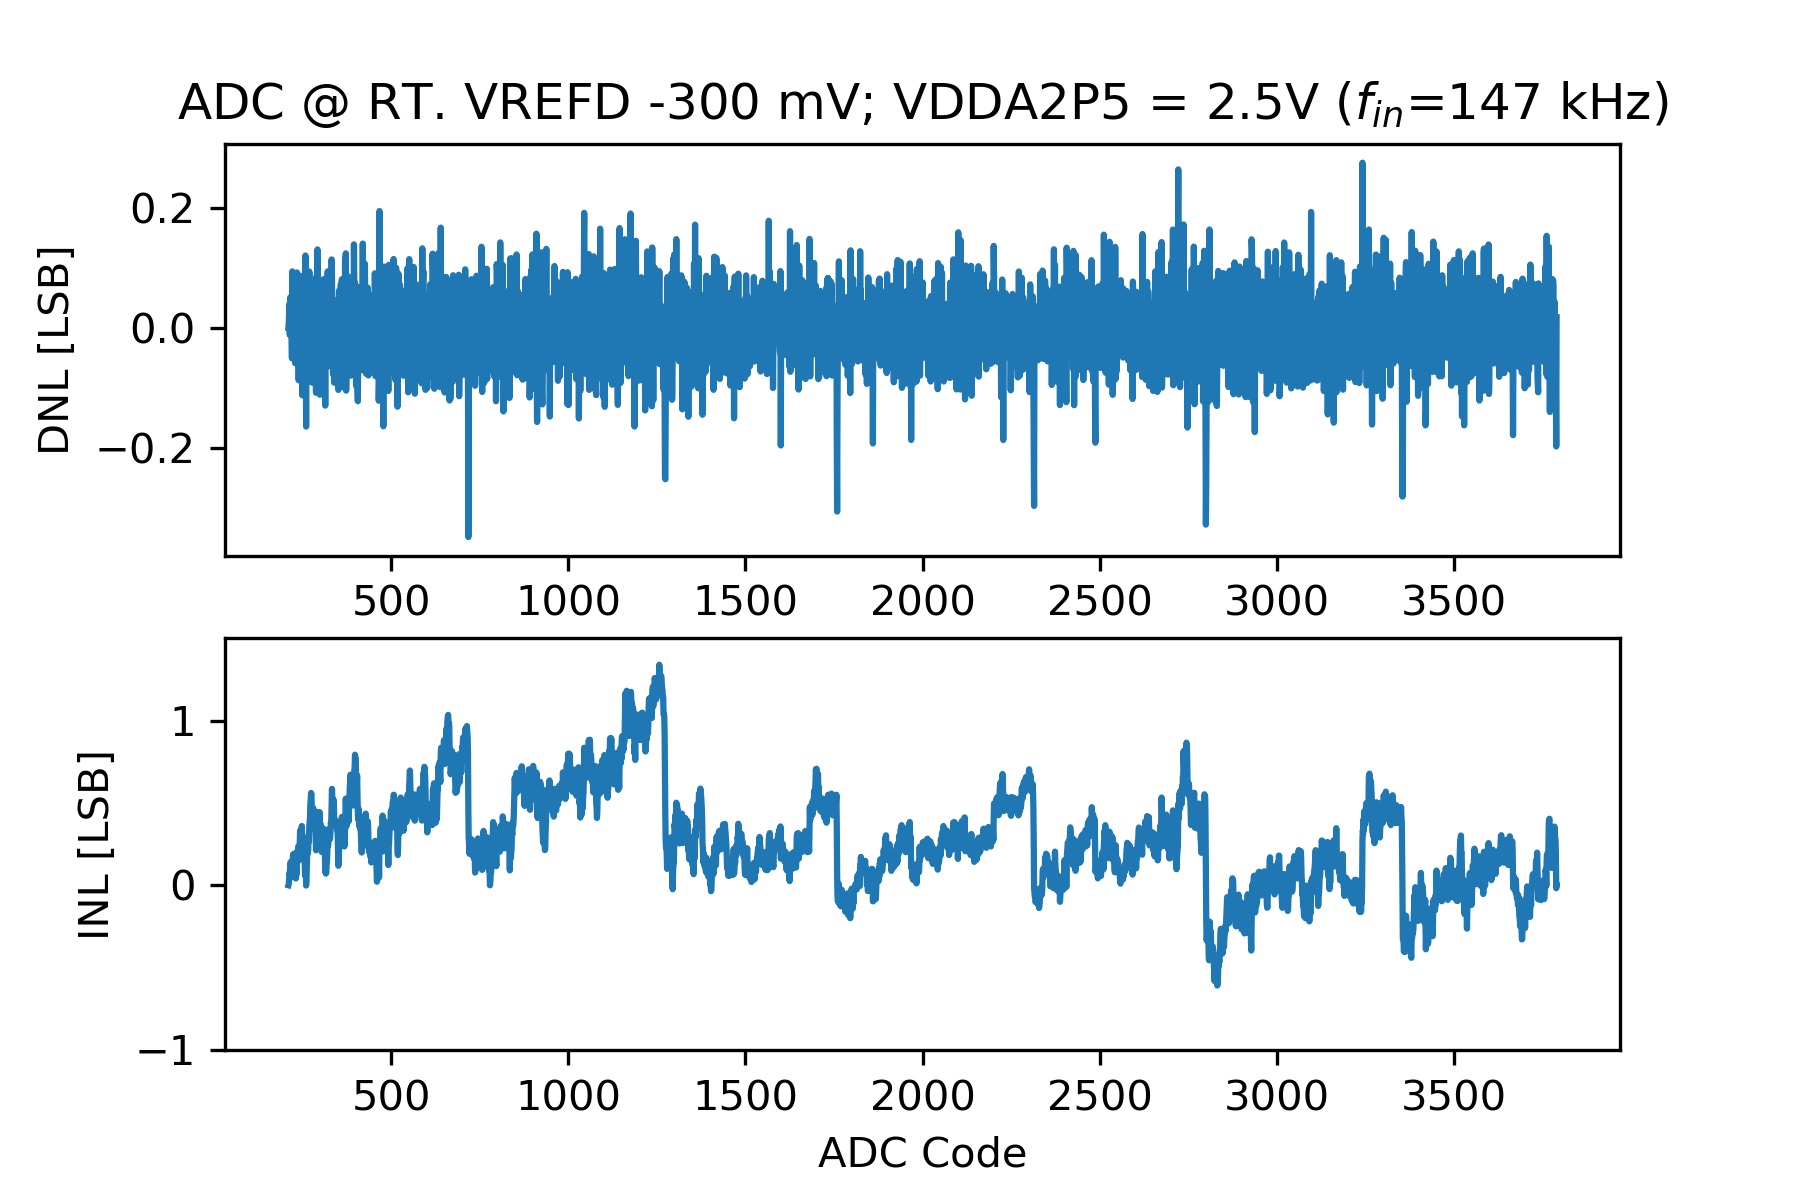 ADC @ RT. VREFD -300 mV; VDDA2P5 = 2.5V (fin=147 kHz)
DNL [LSB]
0.2
0.0
−0.2
500 1000 1500 2000 2500 3000 3500
INL [LSB]
1
0
−1
500 1000 1500 2000 2500 3000 3500
ADC Code